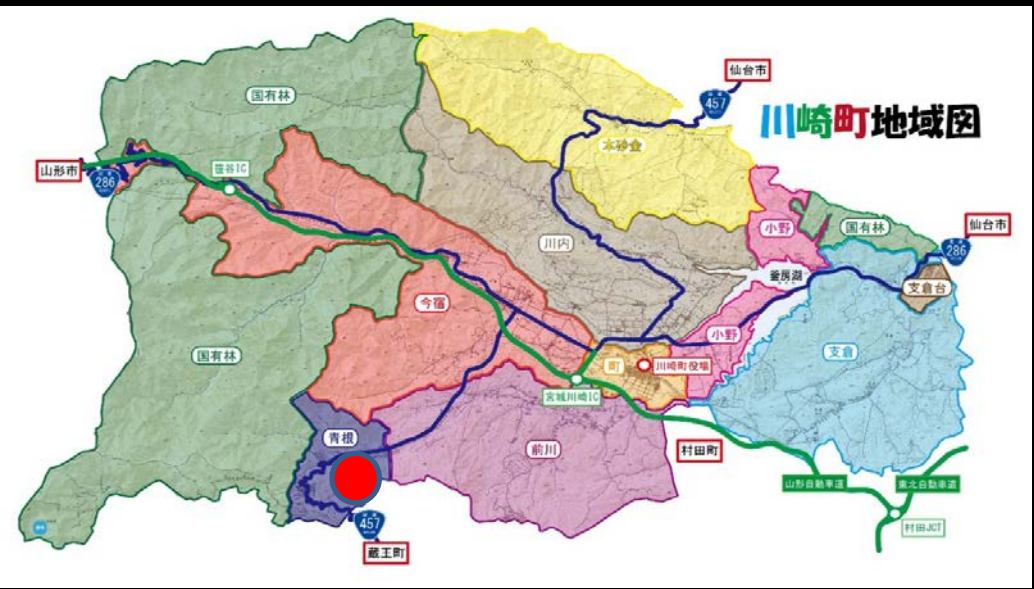 川崎町地域図
仙台市
457
国有林
本砂金
山形市
286
笹谷IC
小野
国有林
仙台市
286
川内
釜房湖
支倉台
今宿
小野
支倉
国有林
町
川崎町役場
宮城川崎IC
青根
前川
村田町
山形自動車道
東北自動車道
457
村田JCT
蔵王町